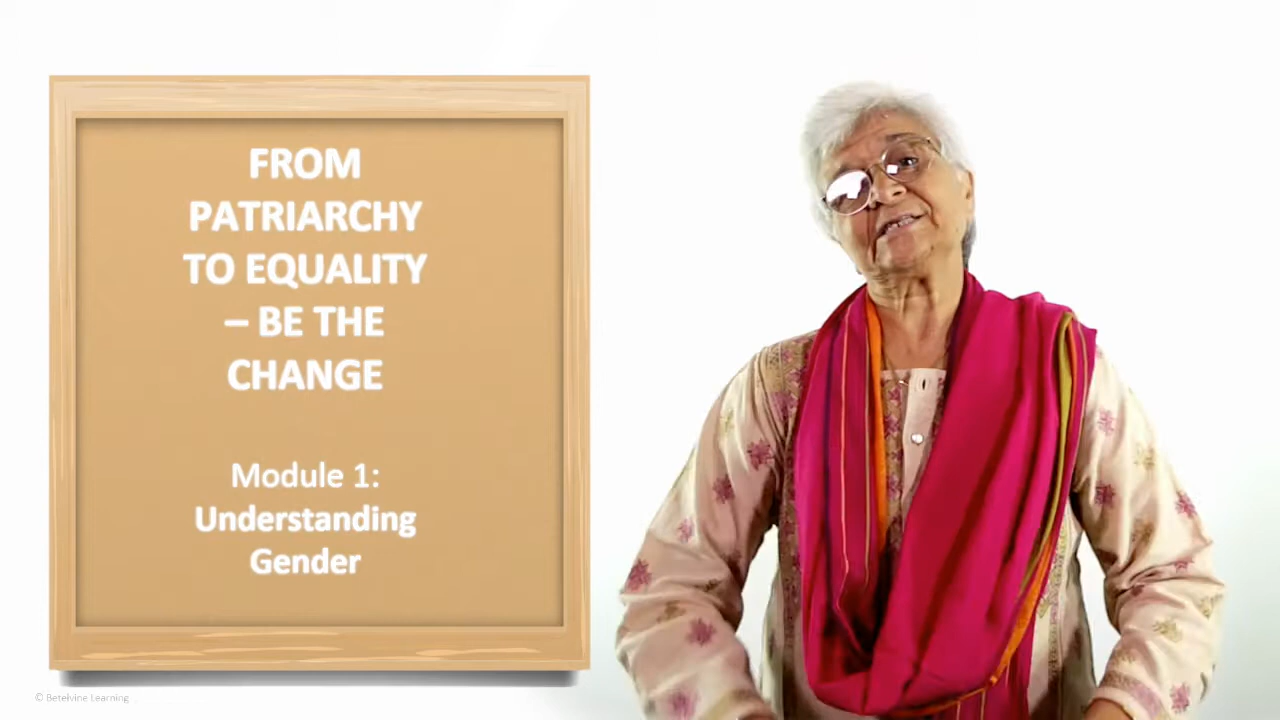 FROM
PATRIARCHY
TO EQUALITY
– BE THE
CHANGE
Module 1:
Understanding
Gender
© Betelvine Learning